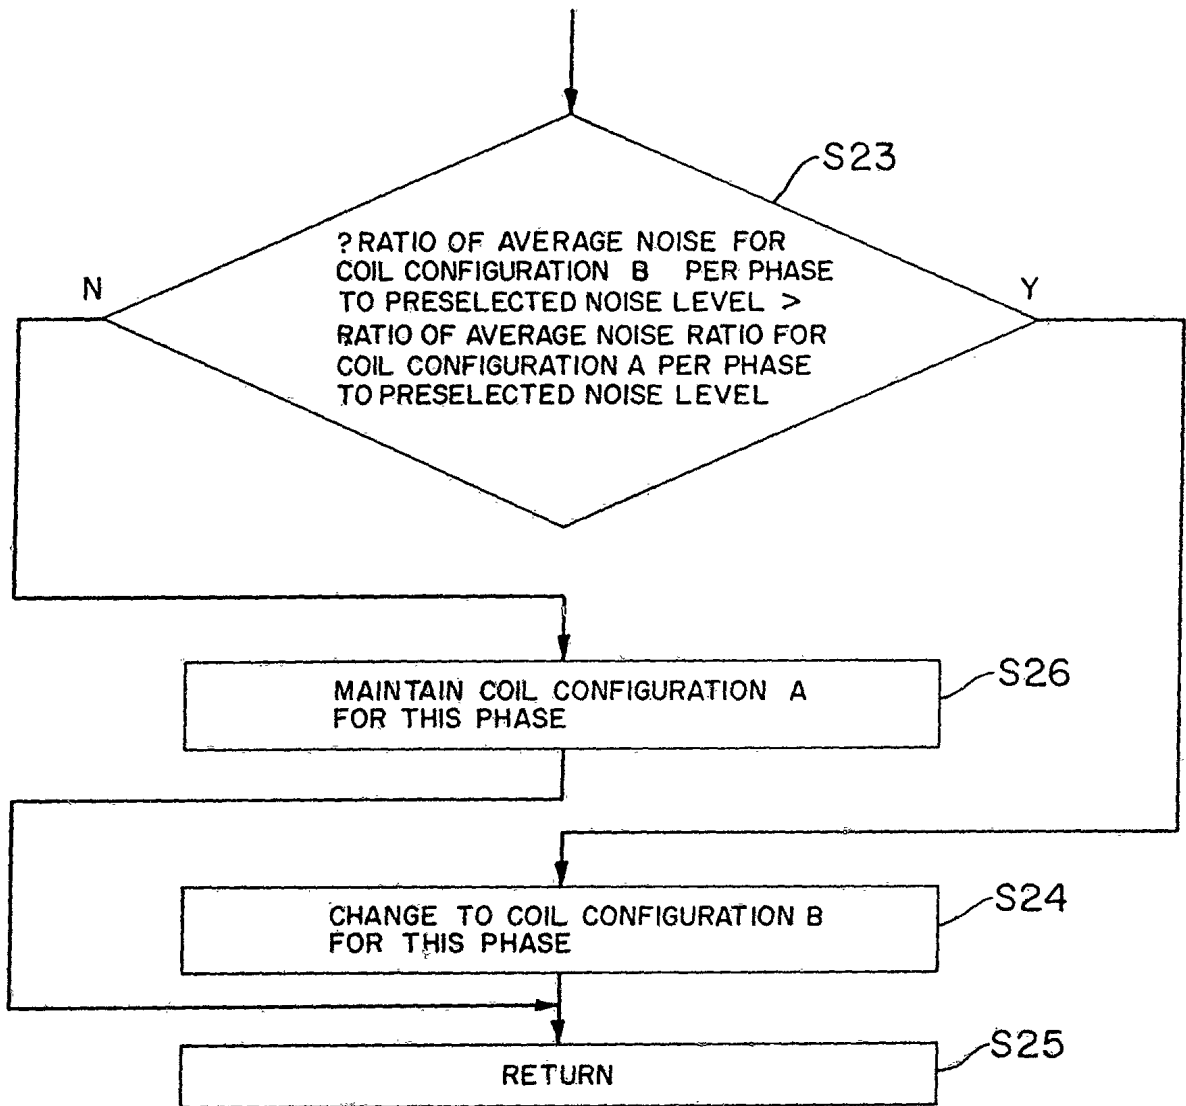 S23
? RATIO OF AVERAGE NOISE FOR
COIL CONFIGURATION B PER PHASE
TO PRESELECTED NOISE LEVEL >
RATIO OF AVERAGE NOISE RATIO FOR
COIL CONFIGURATION A PER PHASE
TO PRESELECTED NOISE LEVEL
N
Y
MAINTAIN COIL CONFIGURATION A
FOR THIS PHASE
S26
CHANGE TO COIL CONFIGURATION B
FOR THIS PHASE
S24
RETURN
S25